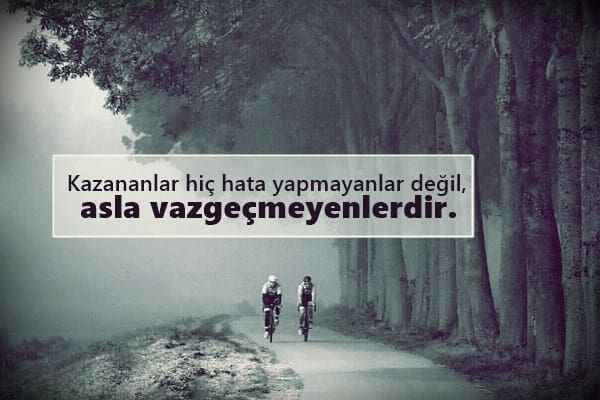 Kazananlar hiç hata yapmayanlar değil,
asla vazgeçmeyenlerdir.